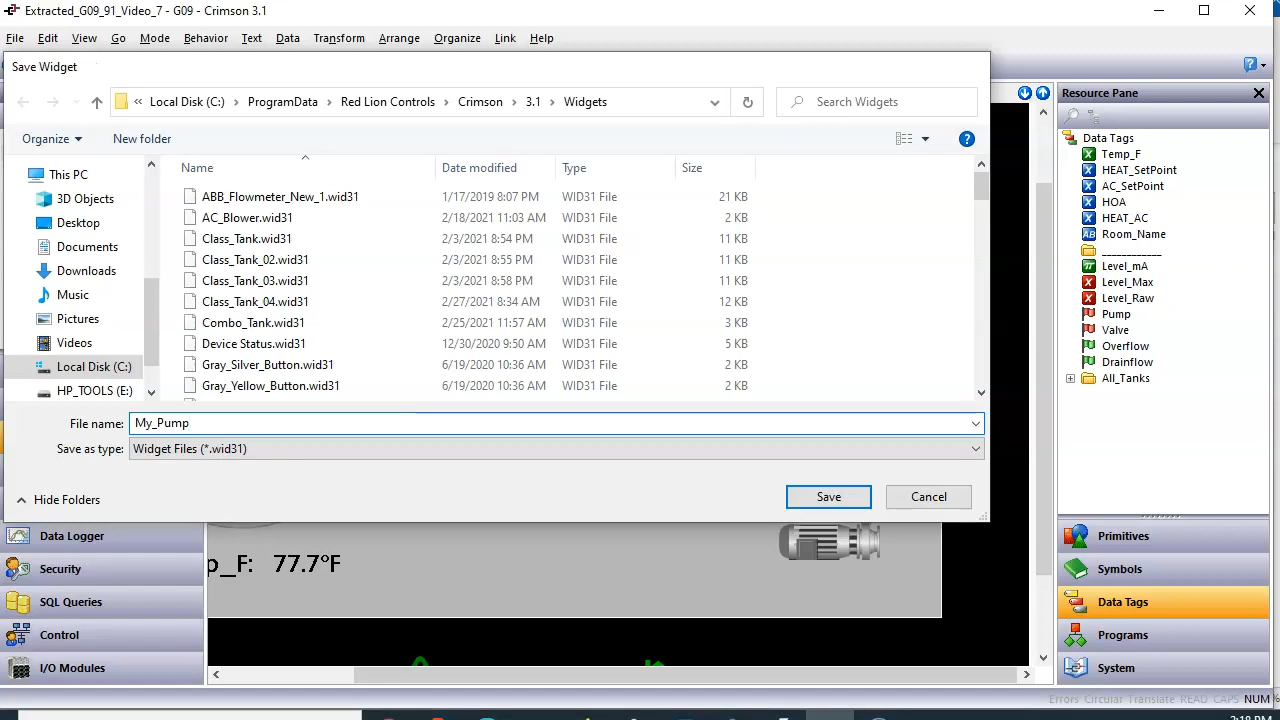 Extracted_G09_91_Video_7 - G09 - Crimson 3.1
File Edit View Go Mode Behavior Text Data Transform Arrange Organize Link Help
Save Widget
« Local Disk (C:) > ProgramData > Red Lion Controls > Crimson > 3.1 > Widgets
Search Widgets
Organize New folder
Name Date modified Type Size
This PC
3D Objects
Desktop
Documents
Downloads
Music
Pictures
Videos
Local Disk (C:)
HP_TOOLS (E:)
ABB_Flowmeter_New_1.wid31 1/17/2019 8:07 PM WID31 File 21 KB
AC_Blower.wid31 2/18/2021 11:03 AM WID31 File 2 KB
Class_Tank.wid31 2/3/2021 8:54 PM WID31 File 11 KB
Class_Tank_02.wid31 2/3/2021 8:55 PM WID31 File 11 KB
Class_Tank_03.wid31 2/3/2021 8:58 PM WID31 File 11 KB
Class_Tank_04.wid31 2/27/2021 8:34 AM WID31 File 12 KB
Combo_Tank.wid31 2/25/2021 11:57 AM WID31 File 3 KB
Device Status.wid31 12/30/2020 9:50 AM WID31 File 5 KB
Gray_Silver_Button.wid31 6/19/2020 10:36 AM WID31 File 2 KB
Gray_Yellow_Button.wid31 6/19/2020 10:36 AM WID31 File 2 KB
File name: My_Pump
Save as type: Widget Files (*.wid31)
Hide Folders
Save Cancel
Data Logger
Security
SQL Queries
Control
I/O Modules
p_F: 77.7°F
Resource Pane
Data Tags
Temp_F
HEAT_SetPoint
AC_SetPoint
HOA
HEAT_AC
Room_Name
____________
Level_mA
Level_Max
Level_Raw
Pump
Valve
Overflow
Drainflow
All_Tanks
Primitives
Symbols
Data Tags
Programs
System
Errors Circular Translate READ CAPS NUM
2:18 PM